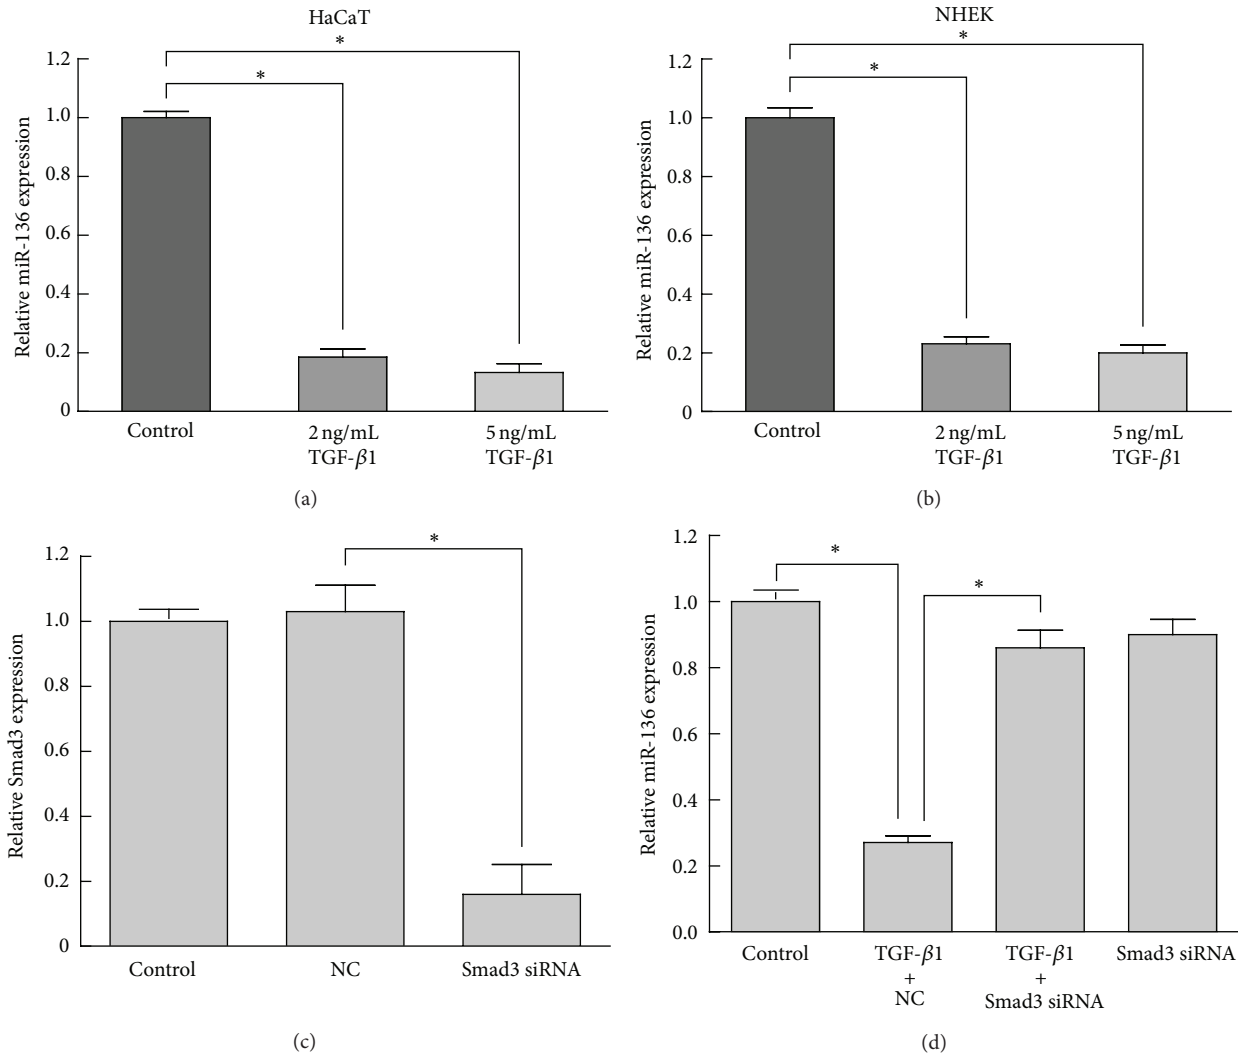 HaCaT
*
*
1.2
1.0
0.8
0.6
0.4
0.2
0
Relative miR-136 expression
Control
2 ng/mL
TGF-β1
5 ng/mL
TGF-β1
(a)
NHEK
*
*
1.2
1.0
0.8
0.6
0.4
0.2
0
Relative miR-136 expression
Control
2 ng/mL
TGF-β1
5 ng/mL
TGF-β1
(b)
*
1.2
1.0
0.8
0.6
0.4
0.2
0
Relative Smad3 expression
Control
NC
Smad3 siRNA
(c)
*
*
1.2
1.0
0.8
0.6
0.4
0.2
0.0
Relative miR-136 expression
Control
TGF-β1
+
NC
TGF-β1
+
Smad3 siRNA
Smad3 siRNA
(d)